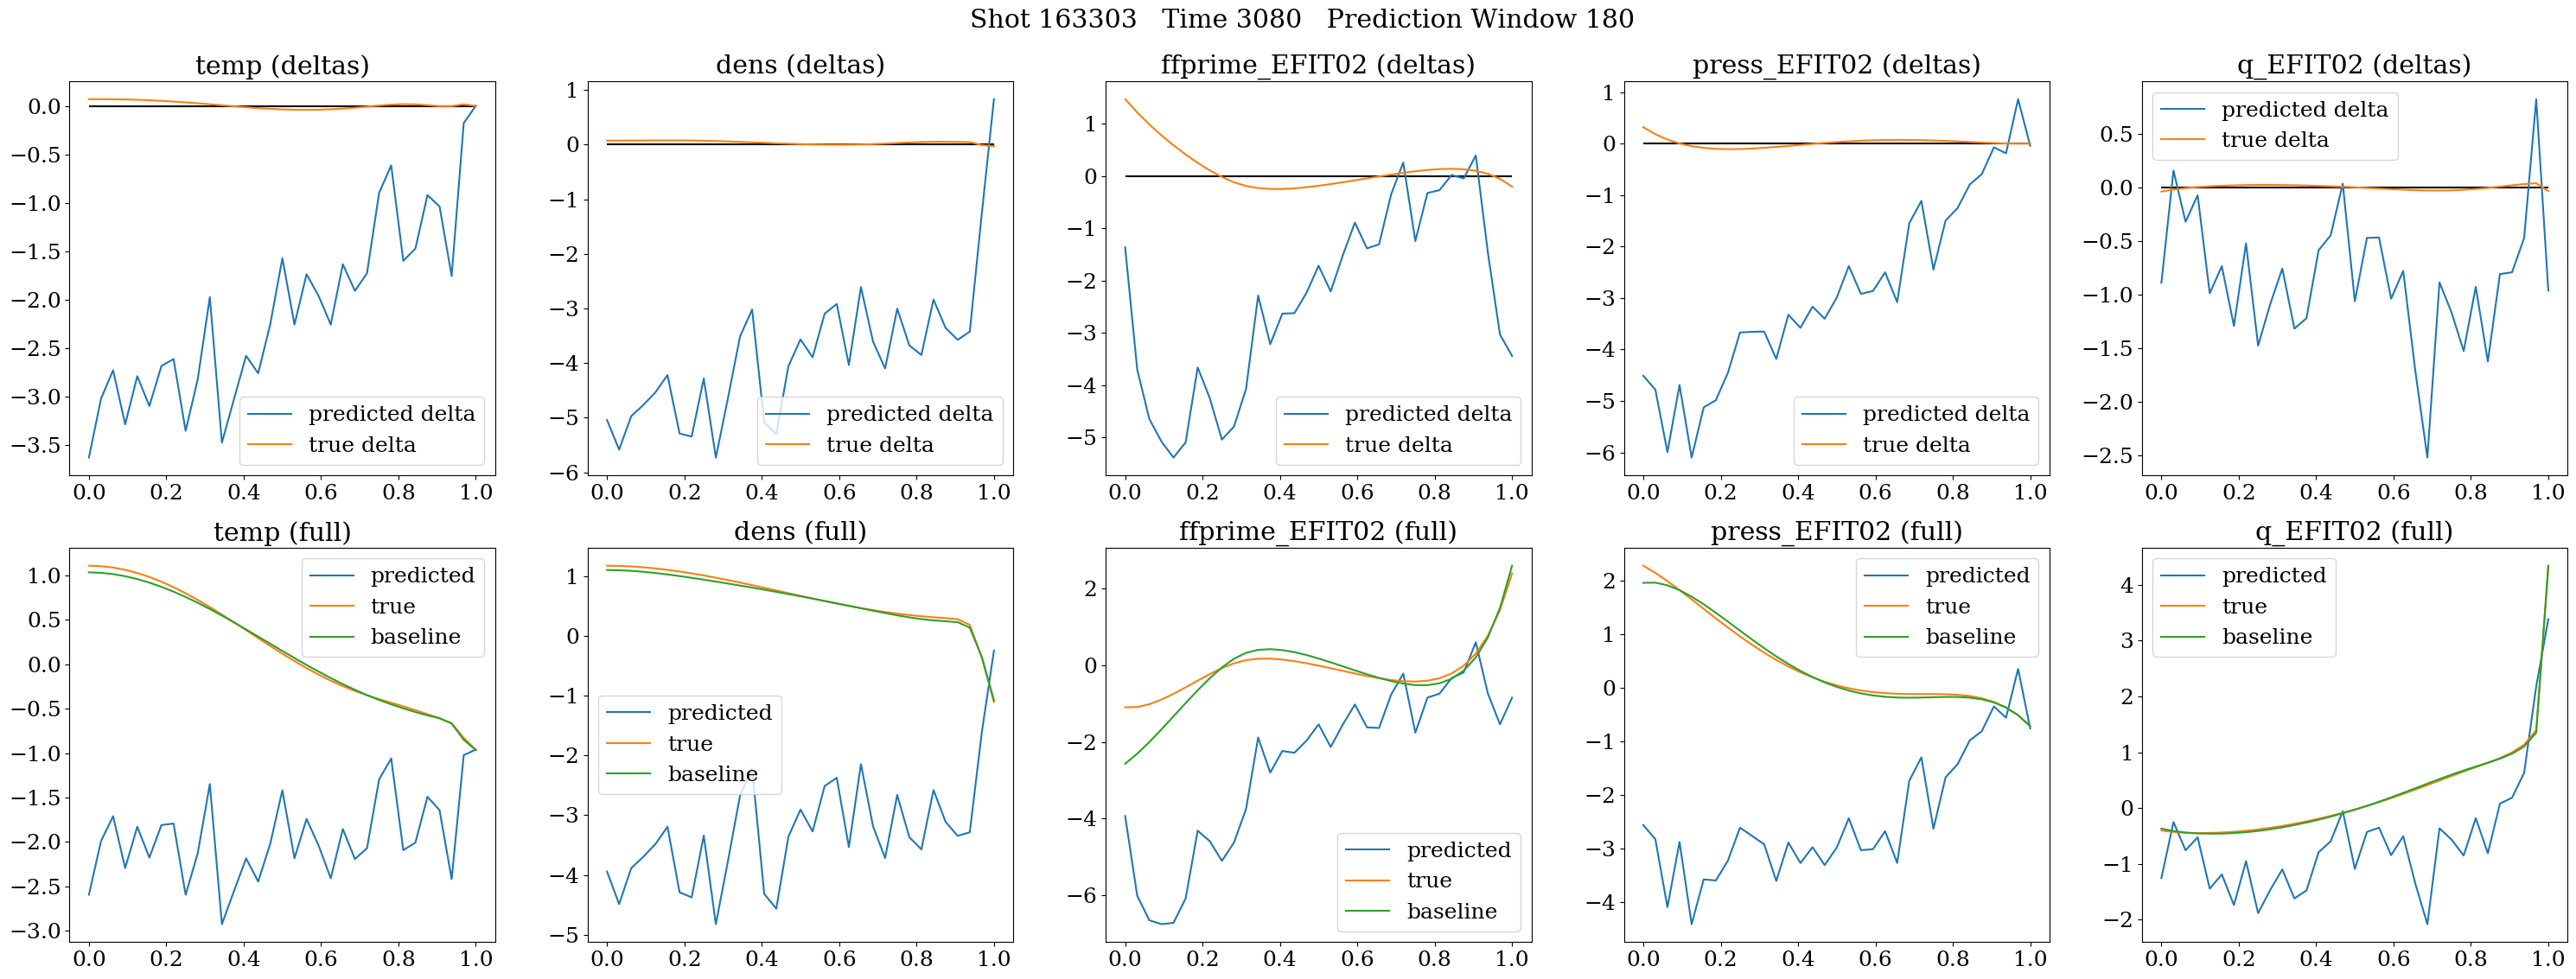 Shot 163303   Time 3080   Prediction Window 180
temp (deltas)
0.0
−0.5
−1.0
−1.5
−2.0
−2.5
−3.0
−3.5
predicted delta
true delta
0.0 0.2 0.4 0.6 0.8 1.0
dens (deltas)
1
0
−1
−2
−3
−4
−5
−6
predicted delta
true delta
0.0 0.2 0.4 0.6 0.8 1.0
ffprime_EFIT02 (deltas)
1
0
−1
−2
−3
−4
−5
predicted delta
true delta
0.0 0.2 0.4 0.6 0.8 1.0
press_EFIT02 (deltas)
1
0
−1
−2
−3
−4
−5
−6
predicted delta
true delta
0.0 0.2 0.4 0.6 0.8 1.0
q_EFIT02 (deltas)
predicted delta
true delta
0.5
0.0
−0.5
−1.0
−1.5
−2.0
−2.5
0.0 0.2 0.4 0.6 0.8 1.0
temp (full)
predicted
true
baseline
1.0
0.5
0.0
−0.5
−1.0
−1.5
−2.0
−2.5
−3.0
0.0 0.2 0.4 0.6 0.8 1.0
dens (full)
1
0
−1
−2
−3
−4
−5
predicted
true
baseline
0.0 0.2 0.4 0.6 0.8 1.0
ffprime_EFIT02 (full)
2
0
−2
−4
−6
predicted
true
baseline
0.0 0.2 0.4 0.6 0.8 1.0
press_EFIT02 (full)
predicted
true
baseline
2
1
0
−1
−2
−3
−4
0.0 0.2 0.4 0.6 0.8 1.0
q_EFIT02 (full)
predicted
true
baseline
4
3
2
1
0
−1
−2
0.0 0.2 0.4 0.6 0.8 1.0